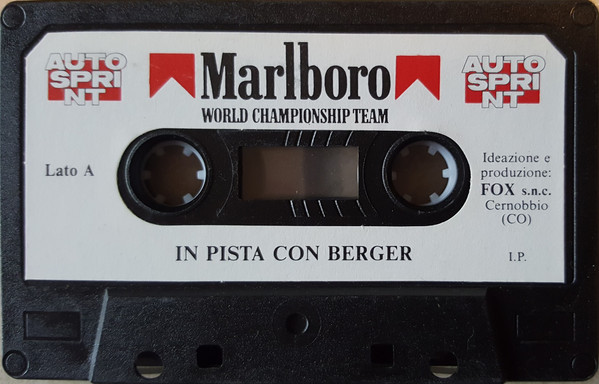 AUTO
SPRI
NT
Marlboro
WORLD CHAMPIONSHIP TEAM
AUTO
SPRI
NT
Lato A
Ideazione e
produzione:
FOX s.n.c.
Cernobbio
(CO)
IN PISTA CON BERGER
I.P.